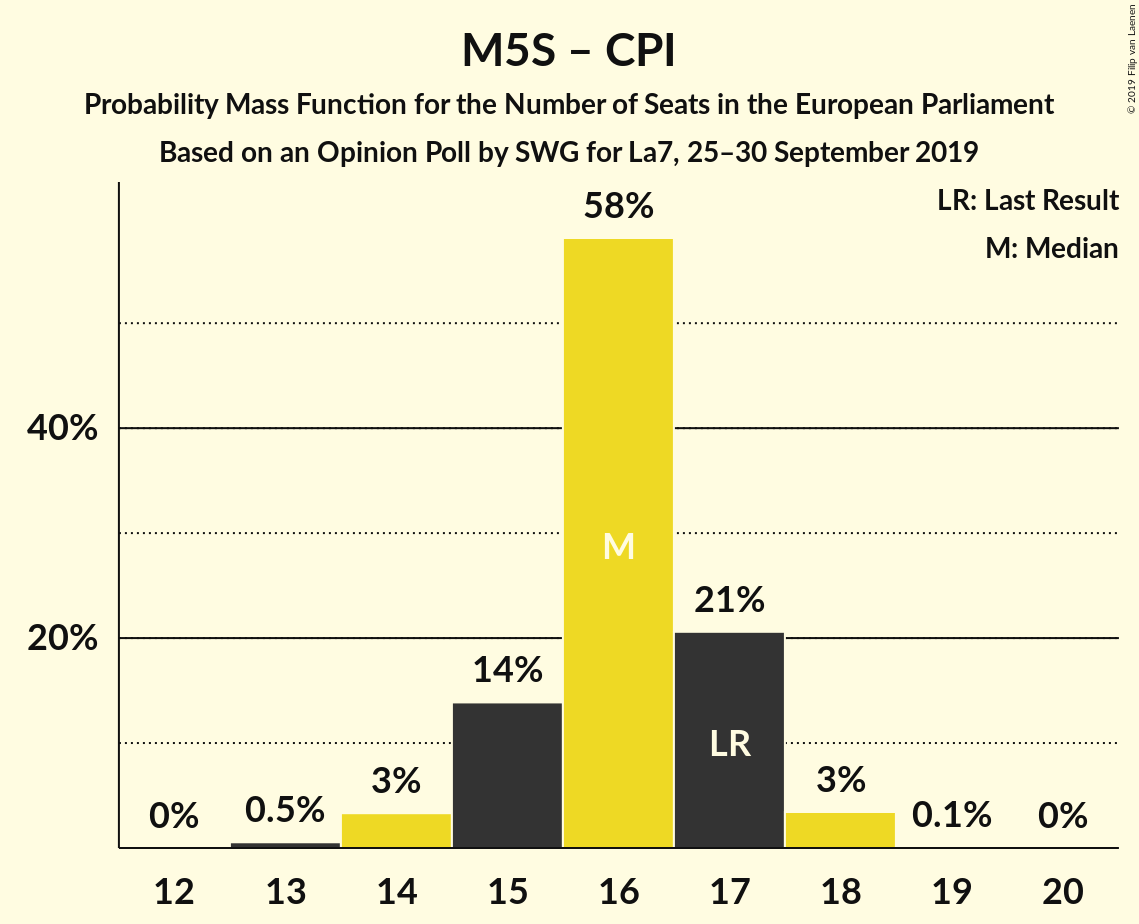 M5S – CPI
Probability Mass Function for the Number of Seats in the European Parliament
Based on an Opinion Poll by SWG for La7, 25–30 September 2019
© 2019 Filip van Laenen
LR: Last Result
M: Median
58%
40%
M
21%
20%
14%
LR
3%
3%
0.5%
0%
0.1%
0%
12 13 14 15 16 17 18 19 20